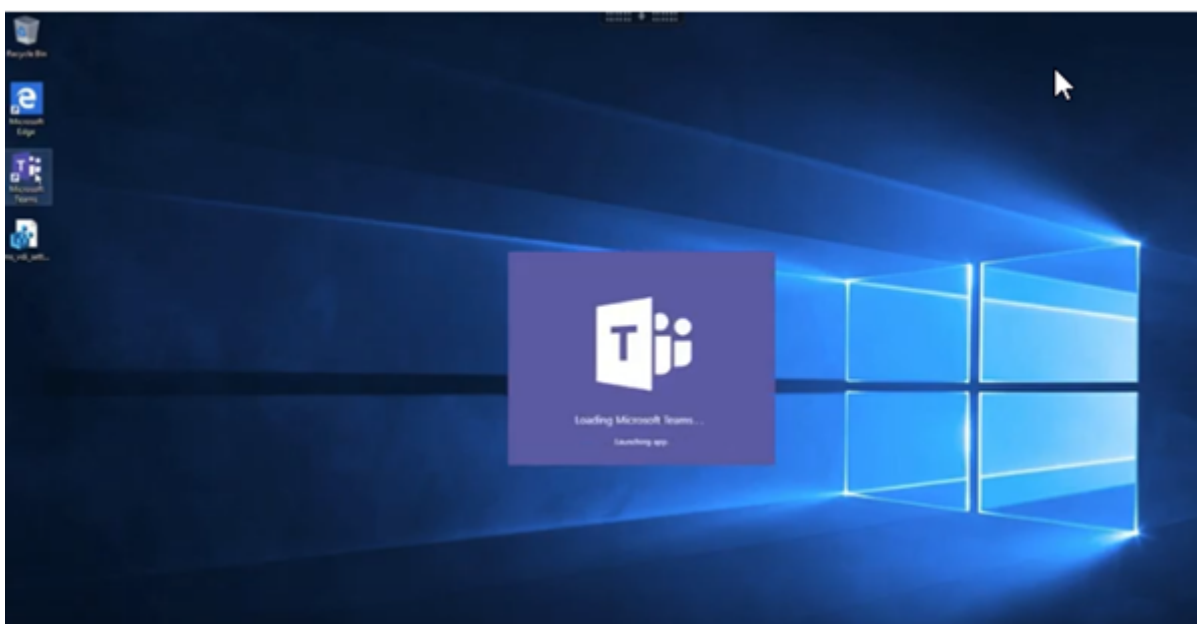 Recycle Bin
Microsoft
Edge
Microsoft
Teams
T
Loading Microsoft Teams...
Launching app.